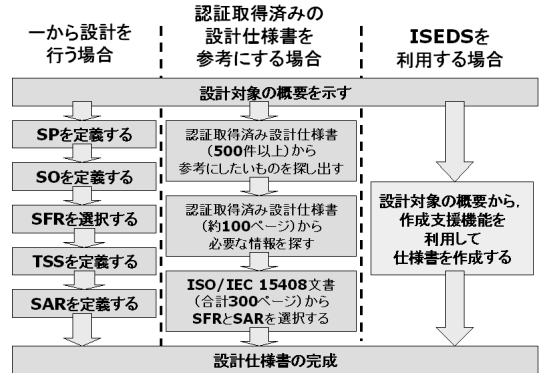 一から設計を
行う場合
認証取得済みの
設計仕様書を
参考にする場合
ISEDSを
利用する場合
設計対象の概要を示す
SPを定義する
SOを定義する
SFRを選択する
TSSを定義する
SARを定義する
認証取得済み設計仕様書
(500件以上)から
参考にしたいものを探し出す
認証取得済み設計仕様書
(約100ページ)から
必要な情報を探す
ISO/IEC 15408文書
(合計300ページ)から
SFRとSARを選択する
設計対象の概要から,
作成支援機能を
利用して
仕様書を作成する
設計仕様書の完成